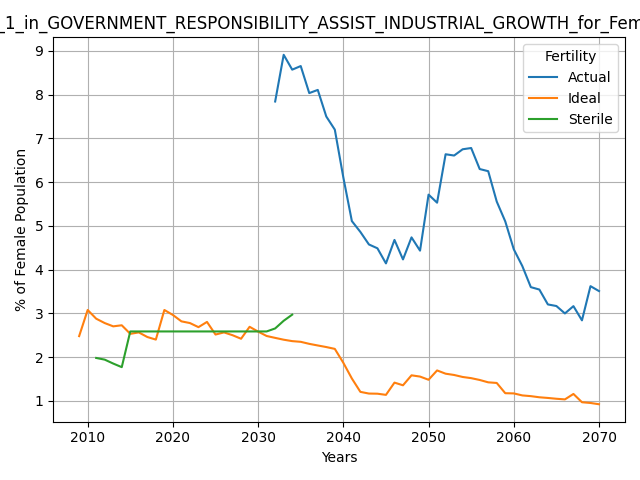 _1_in_GOVERNMENT_RESPONSIBILITY_ASSIST_INDUSTRIAL_GROWTH_for_Fem
Fertility
Actual
Ideal
Sterile
% of Female Population
9
8
7
6
5
4
3
2
1
2010 2020 2030 2040 2050 2060 2070
Years